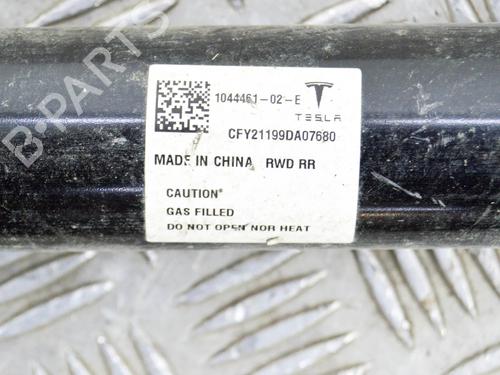 1044461-02-E
TESLA
CFY21199DA07680
MADE IN CHINA RWD RR
CAUTION*
GAS FILLED
DO NOT OPEN NOR HEAT
B-PARTS